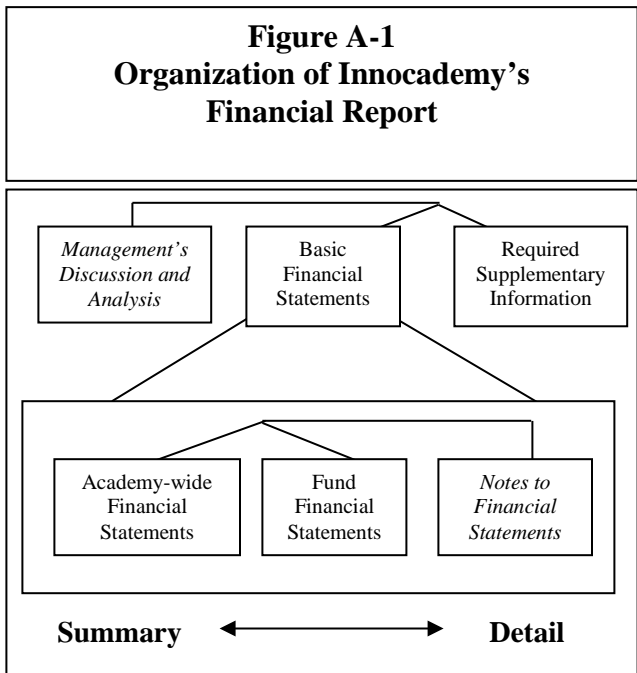 Figure A-1
Organization of Innocademy's
Financial Report
Management's
Discussion and
Analysis
Basic
Financial
Statements
Required
Supplementary
Information
Academy-wide
Financial
Statements
Fund
Financial
Statements
Notes to
Financial
Statements
Summary
Detail